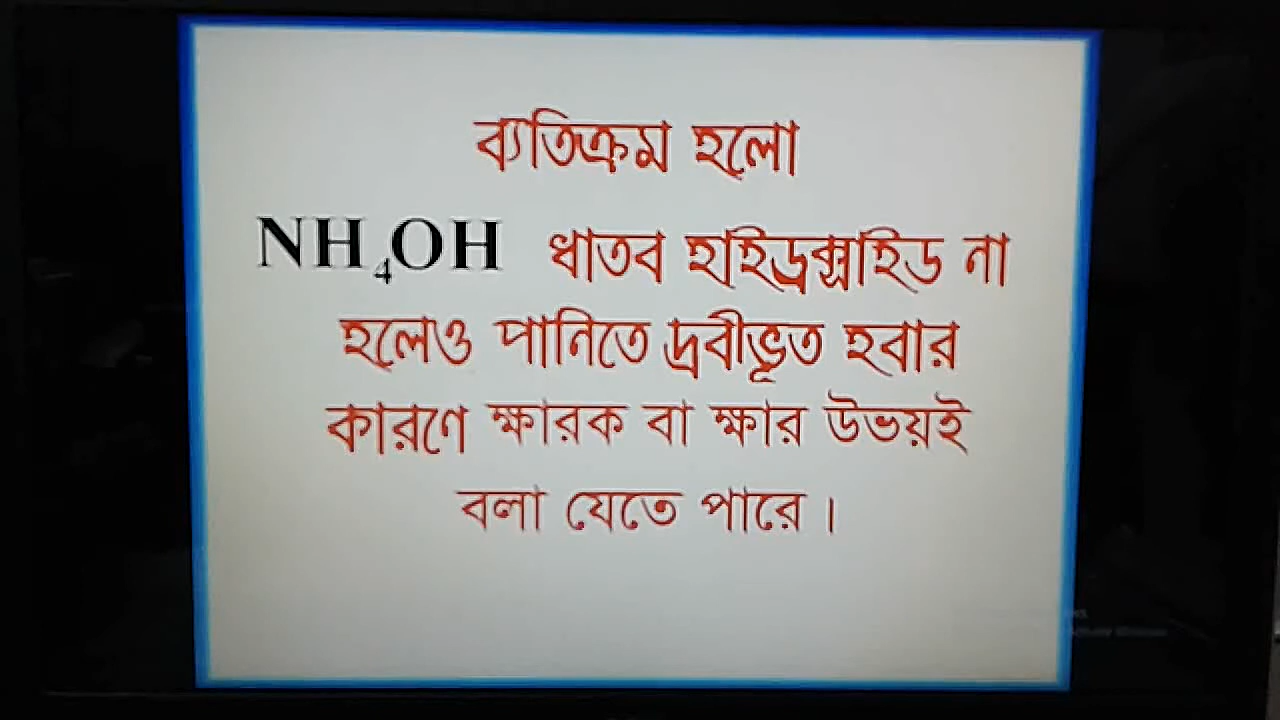 ব্যতিক্রম হলো
NH₄OH ধাতব হাইড্রক্সাইড না
হলেও পানিতে দ্রবীভূত হবার
কারণে ক্ষারক বা ক্ষার উভয়ই
বলা যেতে পারে।